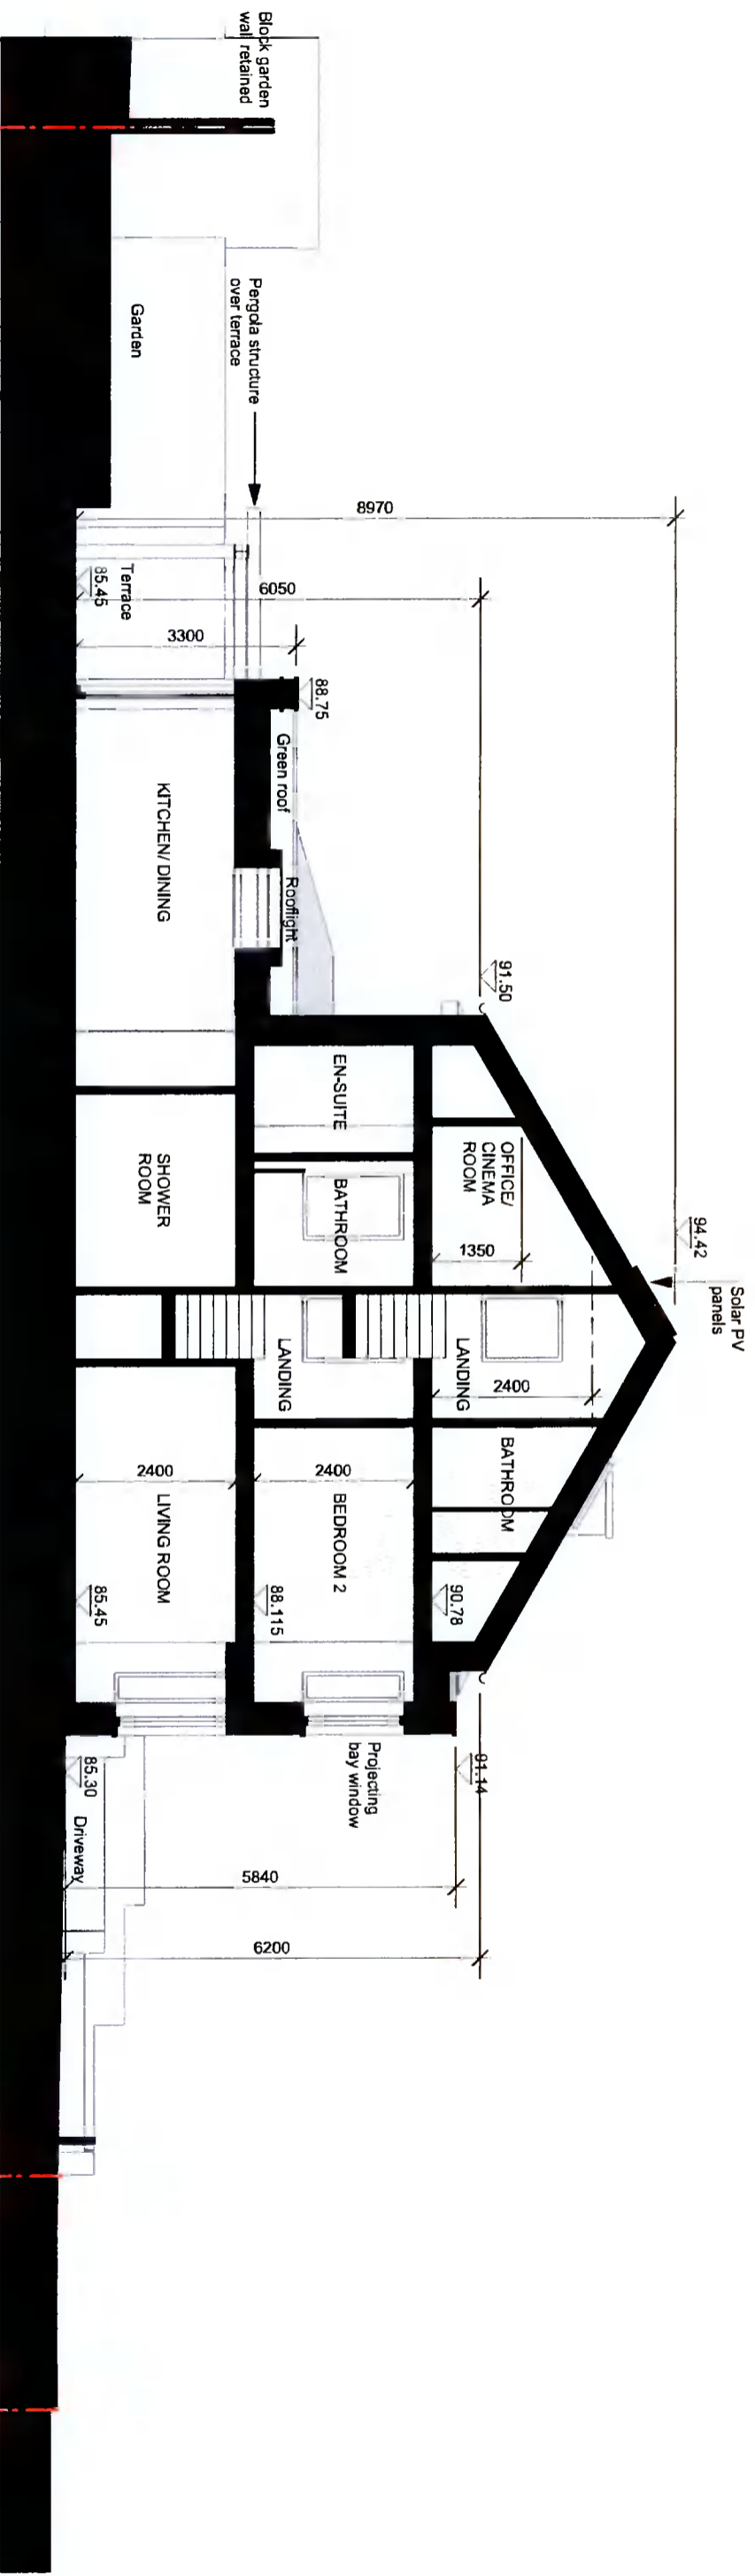 Block garden
wall retained
Garden
Pergola structure
over terrace
8970
6050
3300
Terrace
85.45
88.75
Green roof
Rooflight
KITCHEN/ DINING
91.50
94.42
Solar PV
panels
EN-SUITE
OFFICE/
CINEMA
ROOM
1350
SHOWER
ROOM
BATHROOM
LANDING
LANDING
2400
BATHROOM
2400
2400
LIVING ROOM
BEDROOM 2
85.45
88.115
90.78
Projecting
bay window
91.14
85.30
Driveway
5840
6200